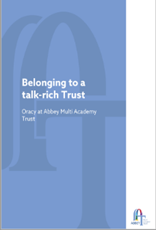 Belonging to a
talk-rich Trust
Oracy at Abbey Multi Academy
Trust